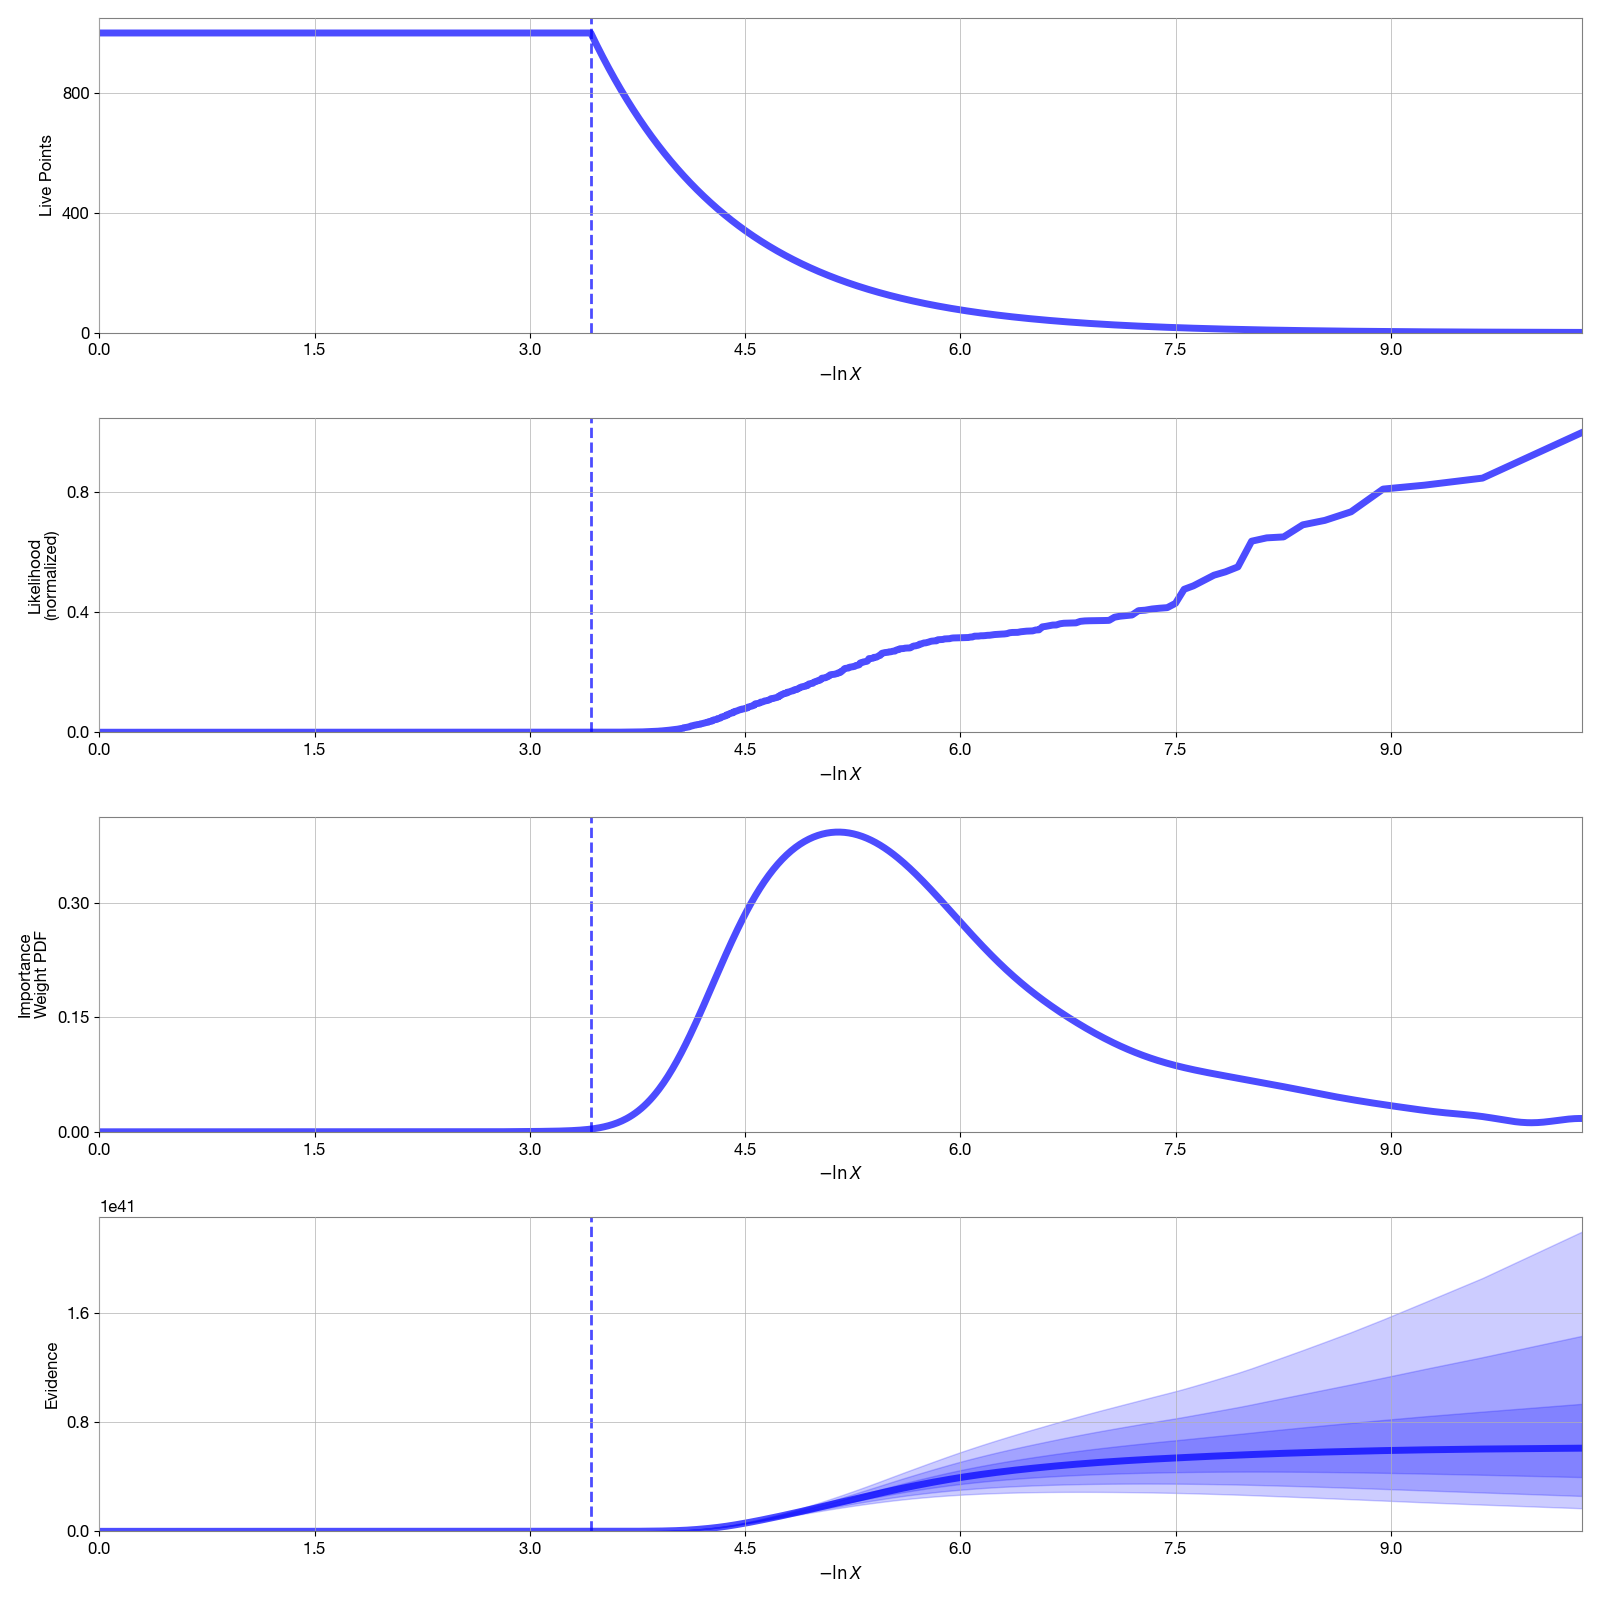 800
400
0
Live Points
0.0 1.5 3.0 4.5 6.0 7.5 9.0
−ln X
0.8
0.4
0.0
Likelihood
(normalized)
0.0 1.5 3.0 4.5 6.0 7.5 9.0
−ln X
0.30
0.15
0.00
Importance
Weight PDF
0.0 1.5 3.0 4.5 6.0 7.5 9.0
−ln X
1e41
1.6
0.8
0.0
Evidence
0.0 1.5 3.0 4.5 6.0 7.5 9.0
−ln X